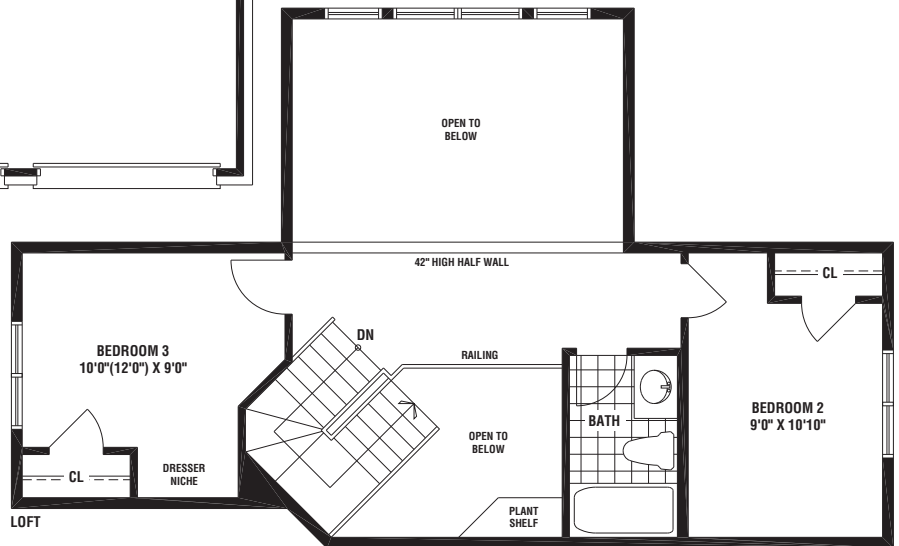 OPEN TO
BELOW
42" HIGH HALF WALL
CL
DN
BEDROOM 3
10'0"(12'0") X 9'0"
RAILING
BEDROOM 2
9'0" X 10'10"
BATH
OPEN TO
BELOW
CL
DRESSER
NICHE
PLANT
SHELF
LOFT